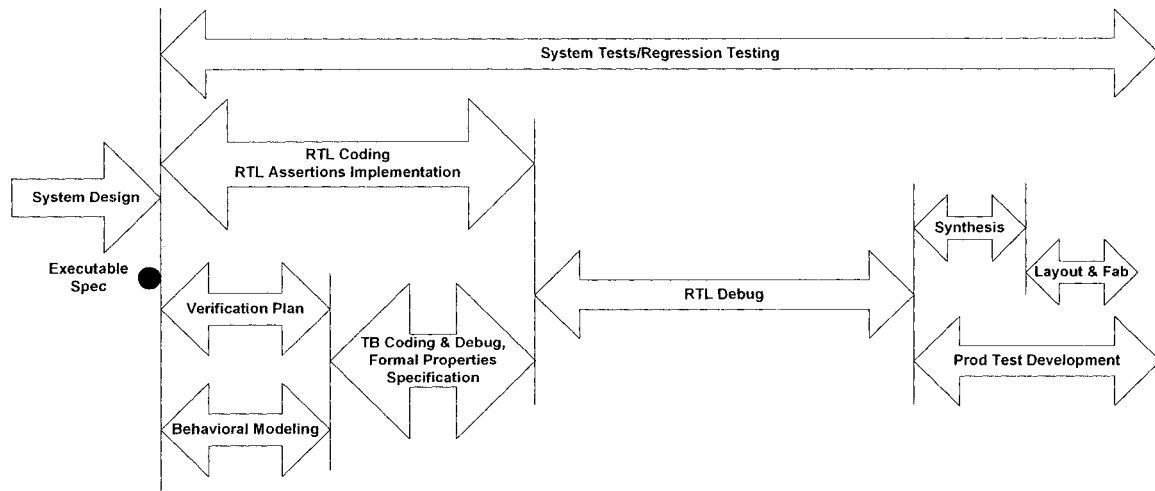 System Tests/Regression Testing
RTL Coding
RTL Assertions Implementation
System Design
Synthesis
Executable
Spec
Layout & Fab
Verification Plan
RTL Debug
TB Coding & Debug,
Formal Properties
Specification
Prod Test Development
Behavioral Modeling